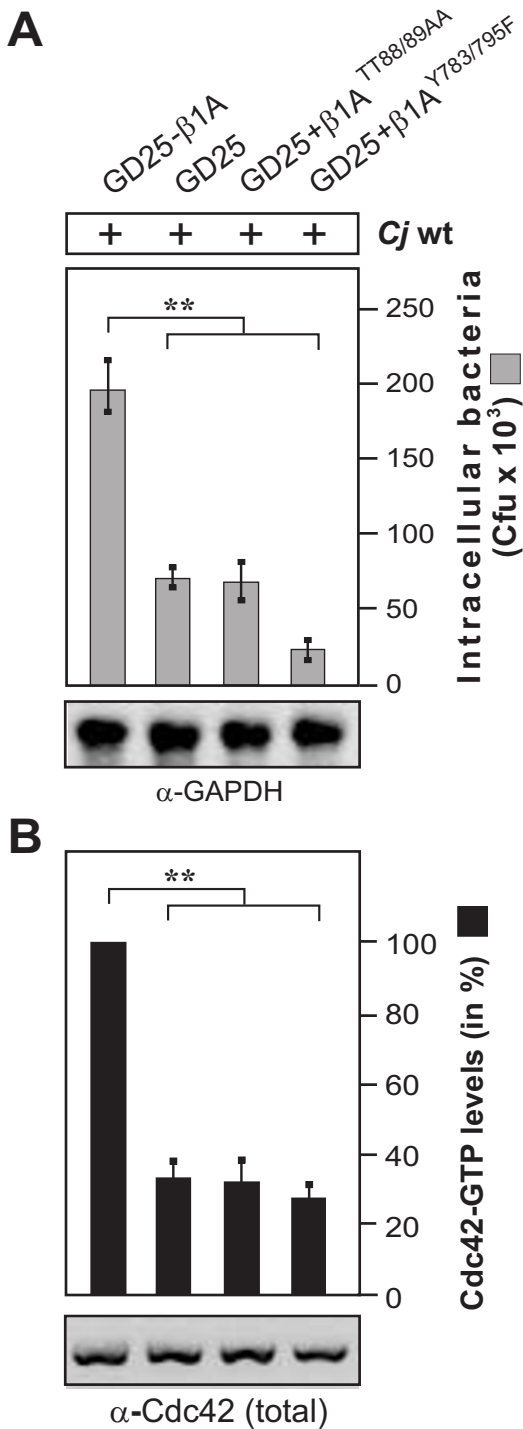 A
GD25-β1A
GD25
GD25+β1A TT88/89AA
GD25+β1A Y783/795F
+ + + + Cj wt
**
250
200
150
100
50
0
Intracellular bacteria
(Cfu x 10³)
α-GAPDH
B
**
100
80
60
40
20
0
Cdc42-GTP levels (in %)
α-Cdc42 (total)